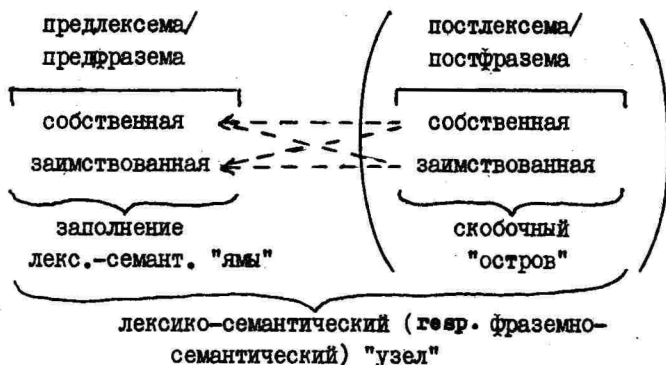 предлексема/ постлексема/
предфразема постфразема
собственная собственная
заимствованная заимствованная
заполнение скобочный
лекс.-семант. "ямы" "остров"
лексико-семантический (resp. фраземно-
семантический) "узел"